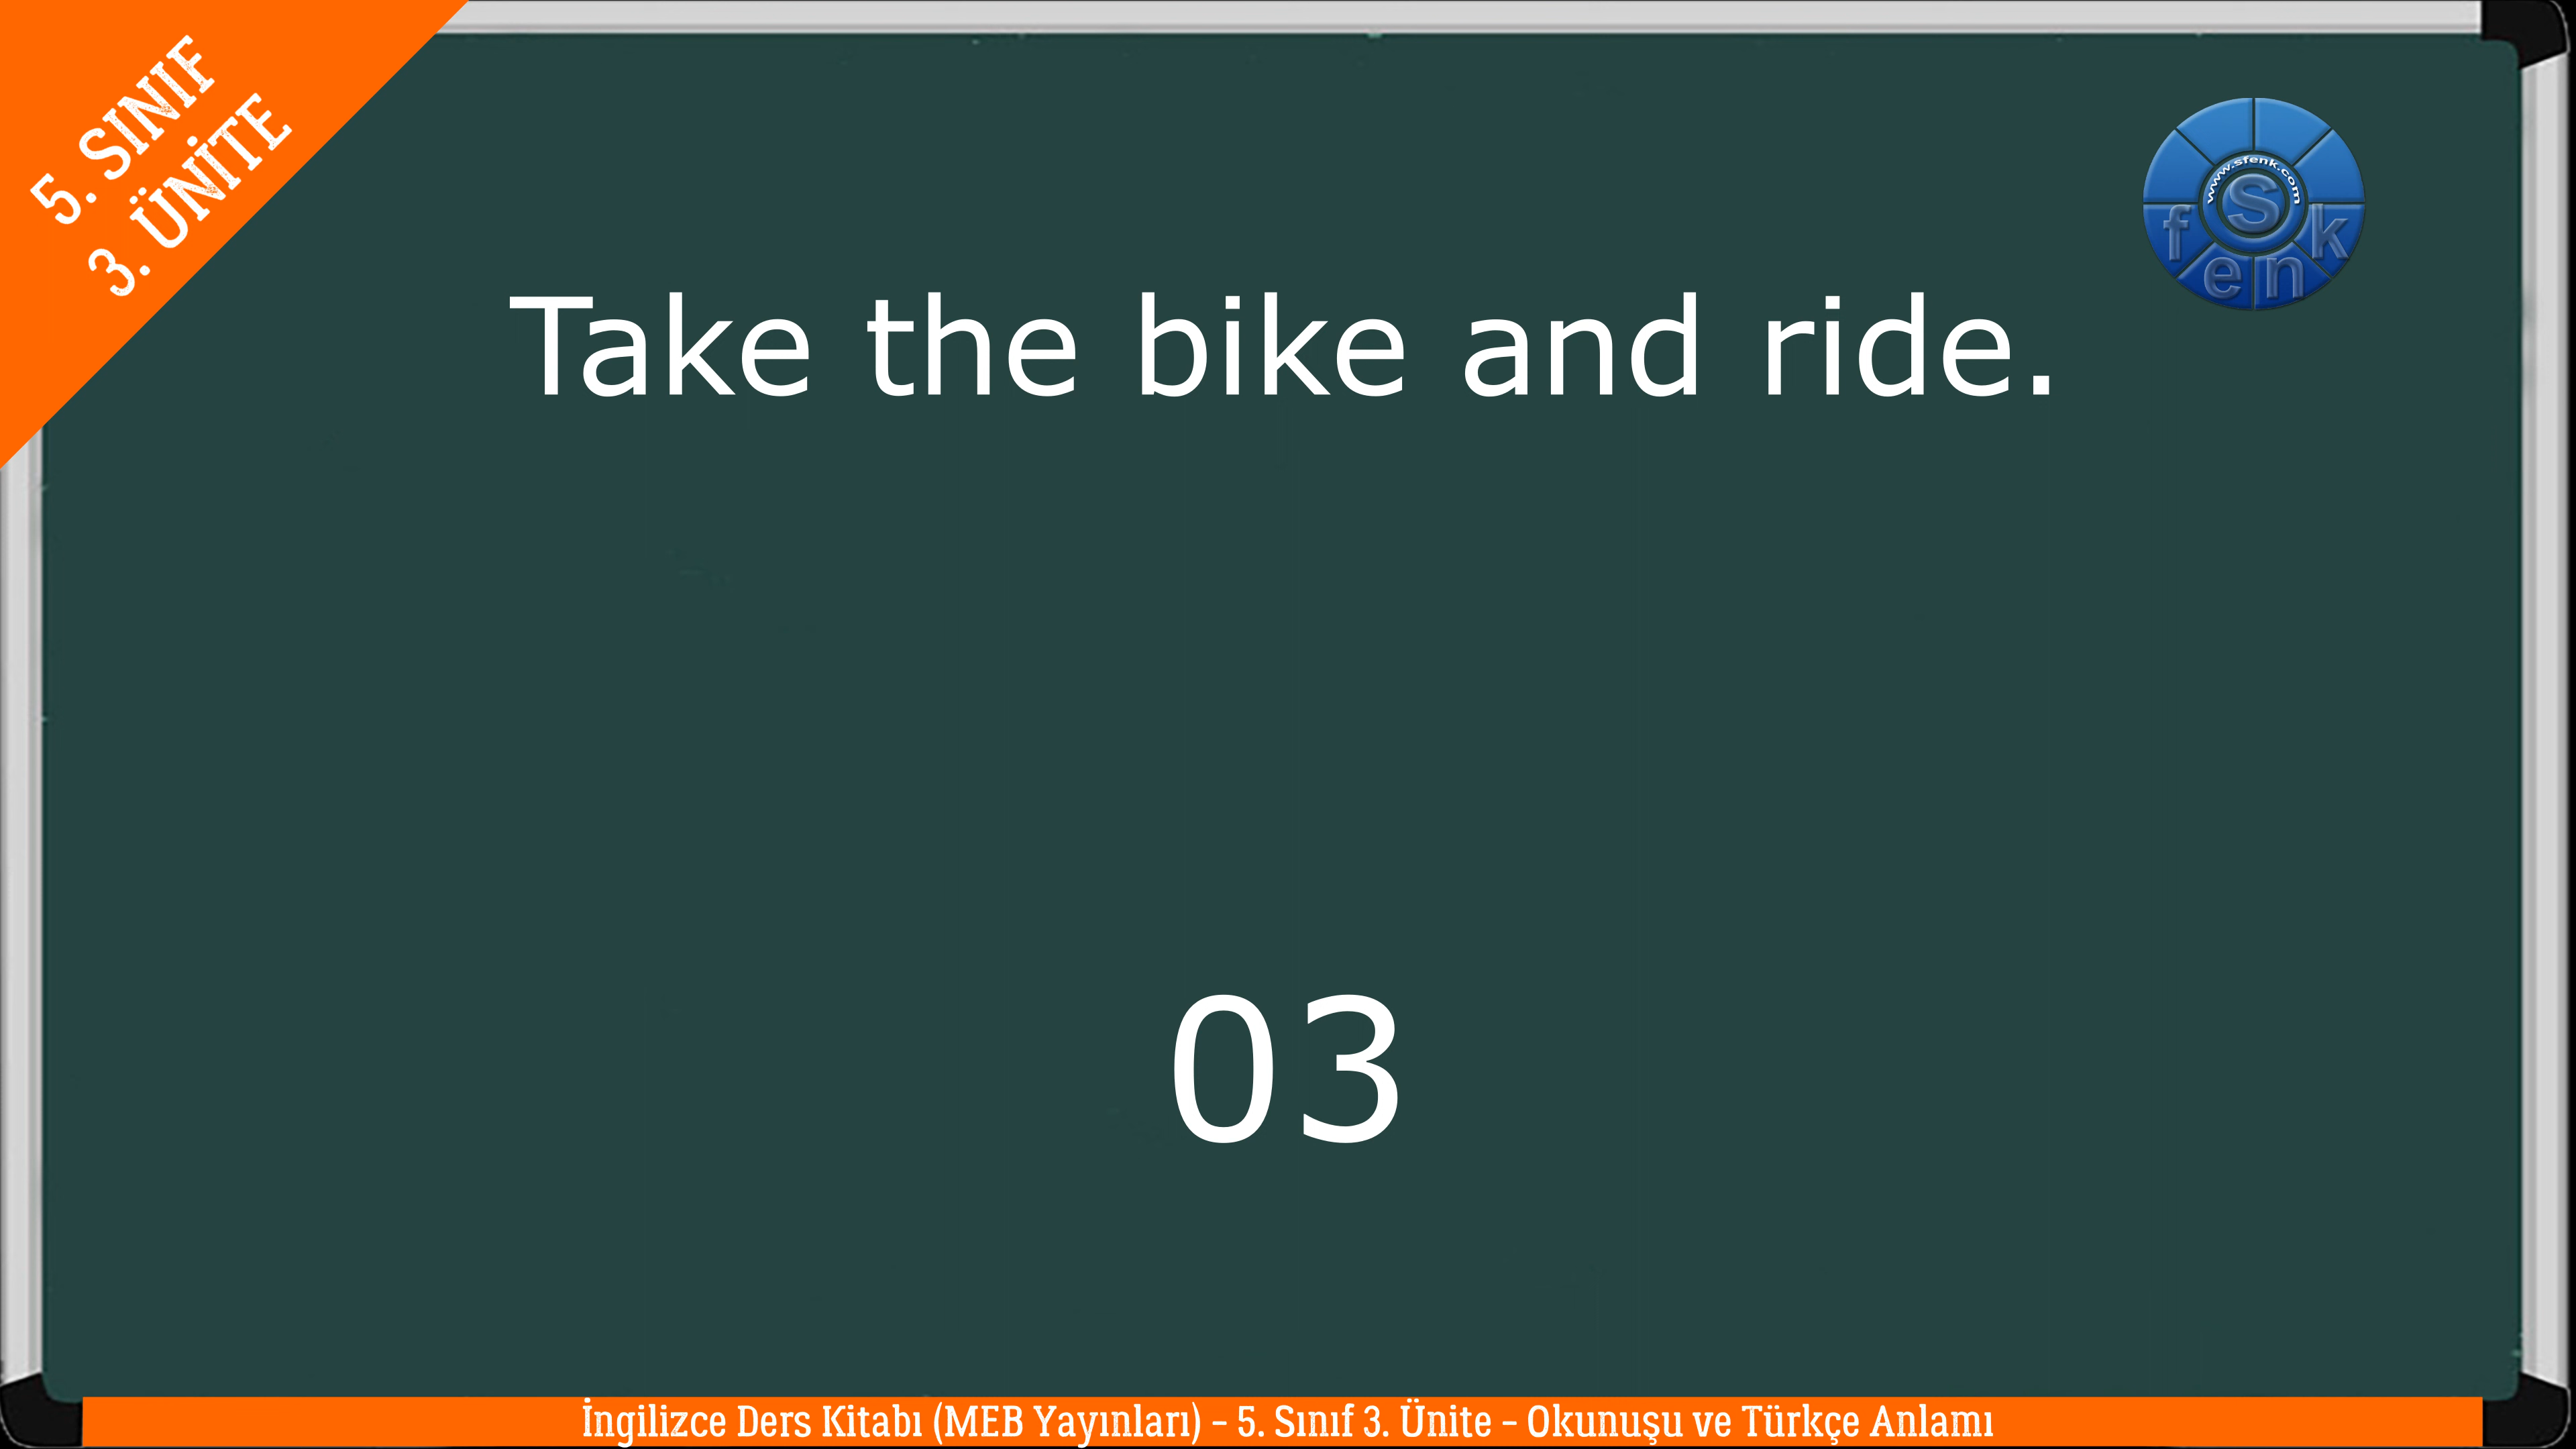 5. SINIF
3. ÜNİTE
www.sfenk.com
S
f e n k
Take the bike and ride.
03
İngilizce Ders Kitabı (MEB Yayınları) – 5. Sınıf 3. Ünite – Okunuşu ve Türkçe Anlamı